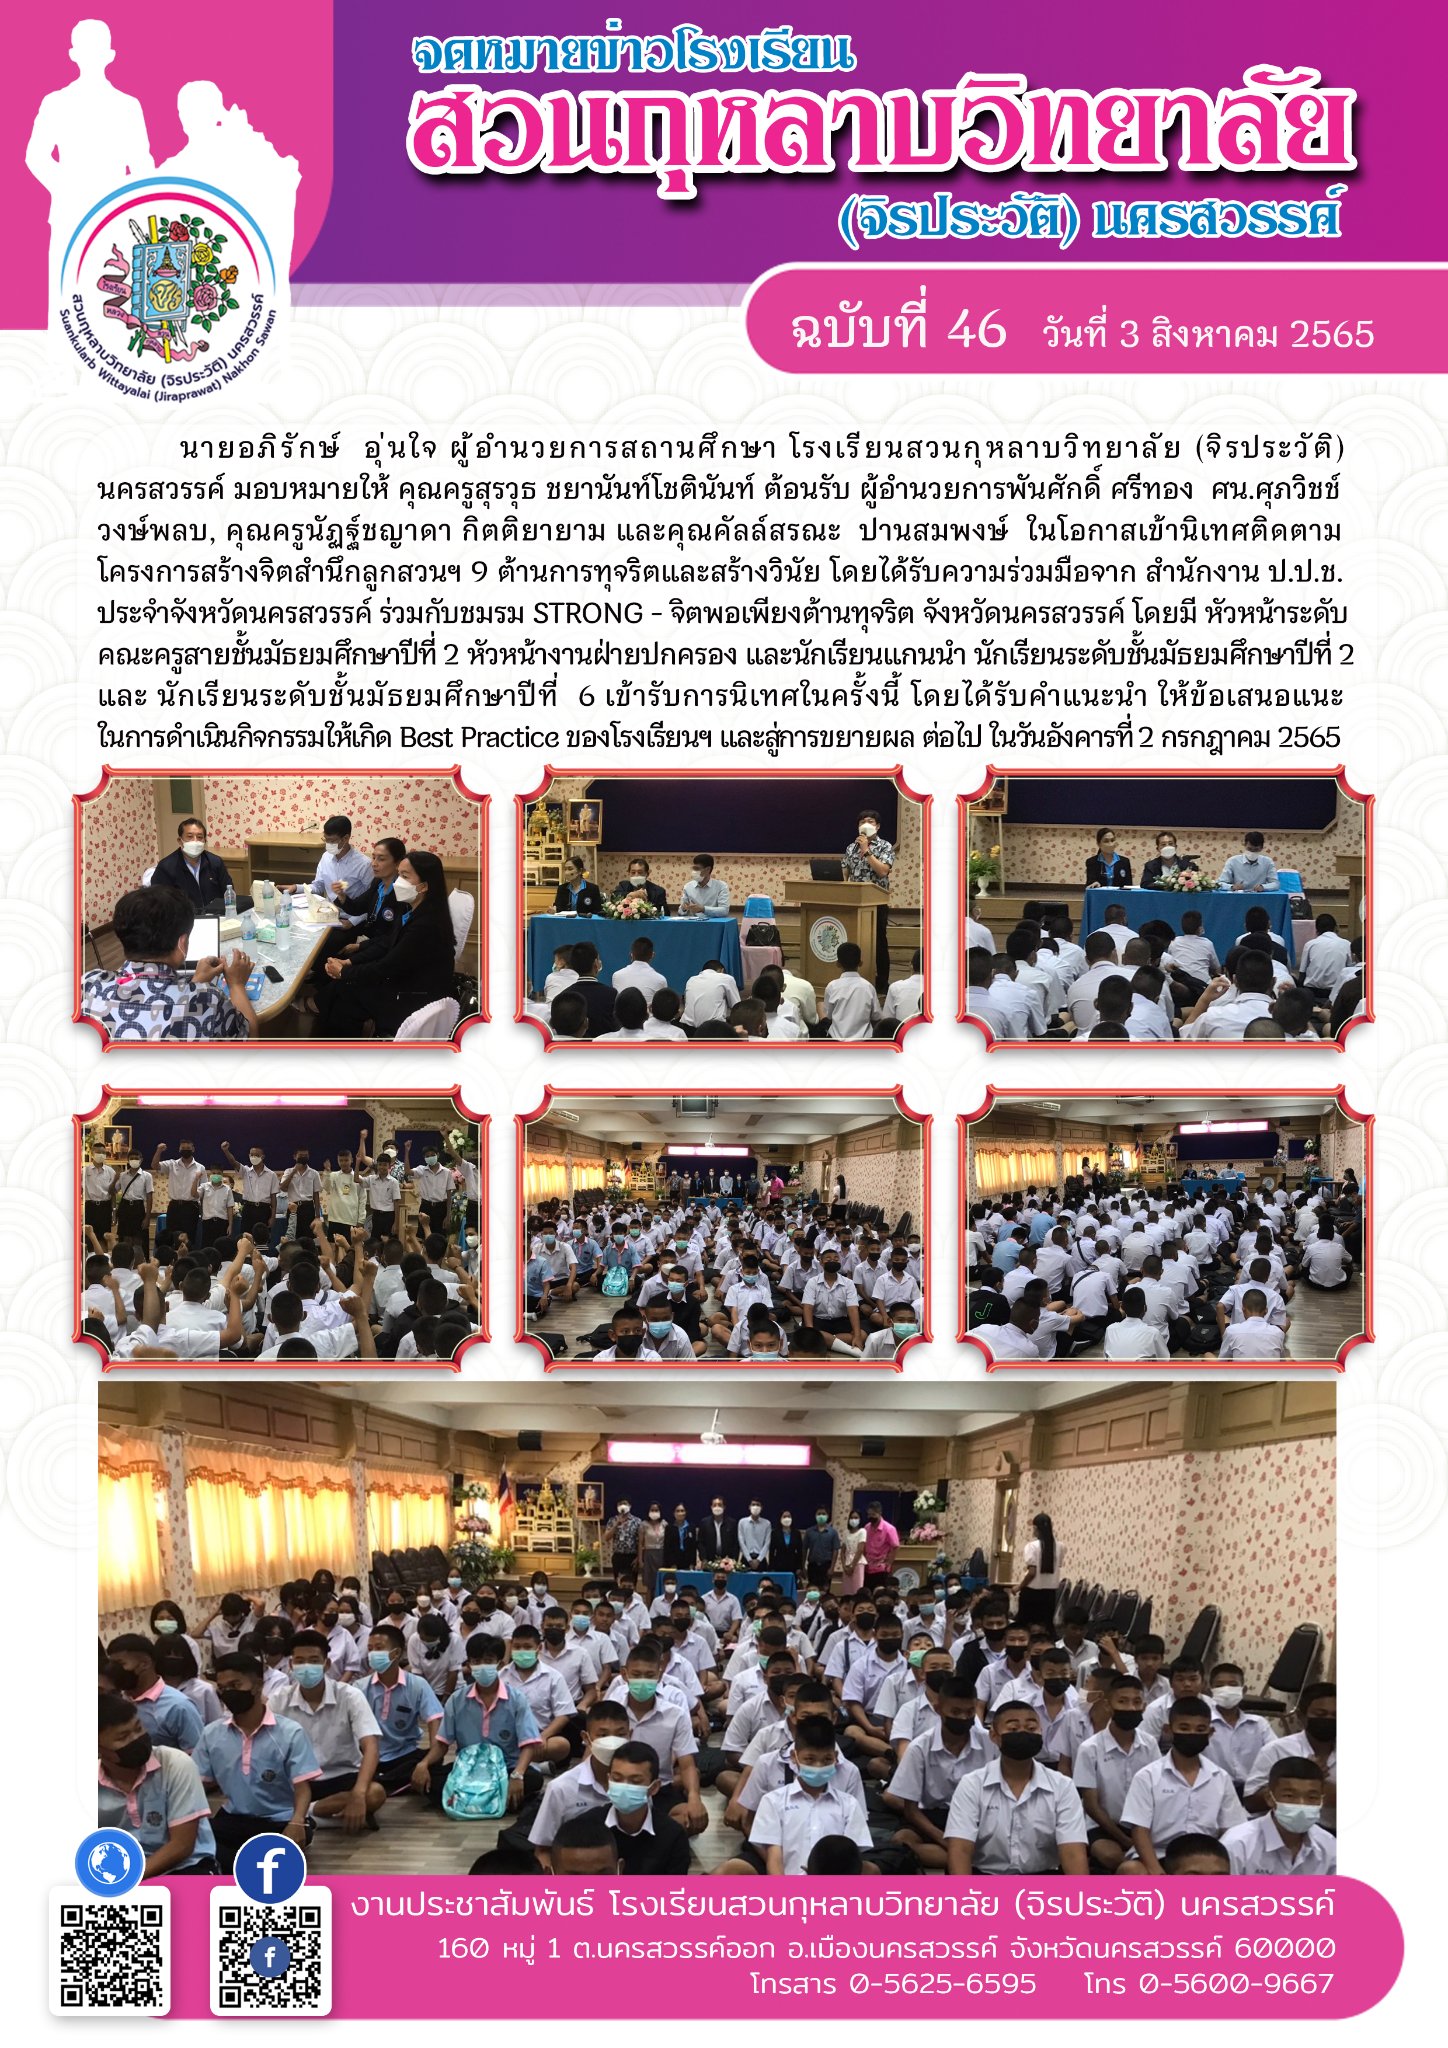 จดหมายข่าวโรงเรียน
สวนกุหลาบวิทยาลัย
(จิรประวัติ) นครสวรรค์
สวนกุหลาบวิทยาลัย (จิรประวัติ) นครสวรรค์
Suankularb Wittayalai (Jiraprawat) Nakhon Sawan
ฉบับที่ 46 วันที่ 3 สิงหาคม 2565
นายอภิรักษ์ อุ่นใจ ผู้อำนวยการสถานศึกษา โรงเรียนสวนกุหลาบวิทยาลัย (จิรประวัติ)
นครสวรรค์ มอบหมายให้ คุณครูสุรวุธ ชยานันท์โชตินันท์ ต้อนรับ ผู้อำนวยการพันศักดิ์ ศรีทอง ศน.ศุภวิชช์
วงษ์พลบ, คุณครูนัฏฐ์ชญาดา กิตติยายาม และคุณคัลล์สรณะ ปานสมพงษ์ ในโอกาสเข้านิเทศติดตาม
โครงการสร้างจิตสำนึกลูกสวนฯ 9 ต้านการทุจริตและสร้างวินัย โดยได้รับความร่วมมือจาก สำนักงาน ป.ป.ช.
ประจำจังหวัดนครสวรรค์ ร่วมกับชมรม STRONG - จิตพอเพียงต้านทุจริต จังหวัดนครสวรรค์ โดยมี หัวหน้าระดับ
คณะครูสายชั้นมัธยมศึกษาปีที่ 2 หัวหน้างานฝ่ายปกครอง และนักเรียนแกนนำ นักเรียนระดับชั้นมัธยมศึกษาปีที่ 2
และ นักเรียนระดับชั้นมัธยมศึกษาปีที่ 6 เข้ารับการนิเทศในครั้งนี้ โดยได้รับคำแนะนำ ให้ข้อเสนอแนะ
ในการดำเนินกิจกรรมให้เกิด Best Practice ของโรงเรียนฯ และสู่การขยายผล ต่อไป ในวันอังคารที่ 2 กรกฎาคม 2565
งานประชาสัมพันธ์ โรงเรียนสวนกุหลาบวิทยาลัย (จิรประวัติ) นครสวรรค์
160 หมู่ 1 ต.นครสวรรค์ออก อ.เมืองนครสวรรค์ จังหวัดนครสวรรค์ 60000
โทรสาร 0-5625-6595 โทร 0-5600-9667